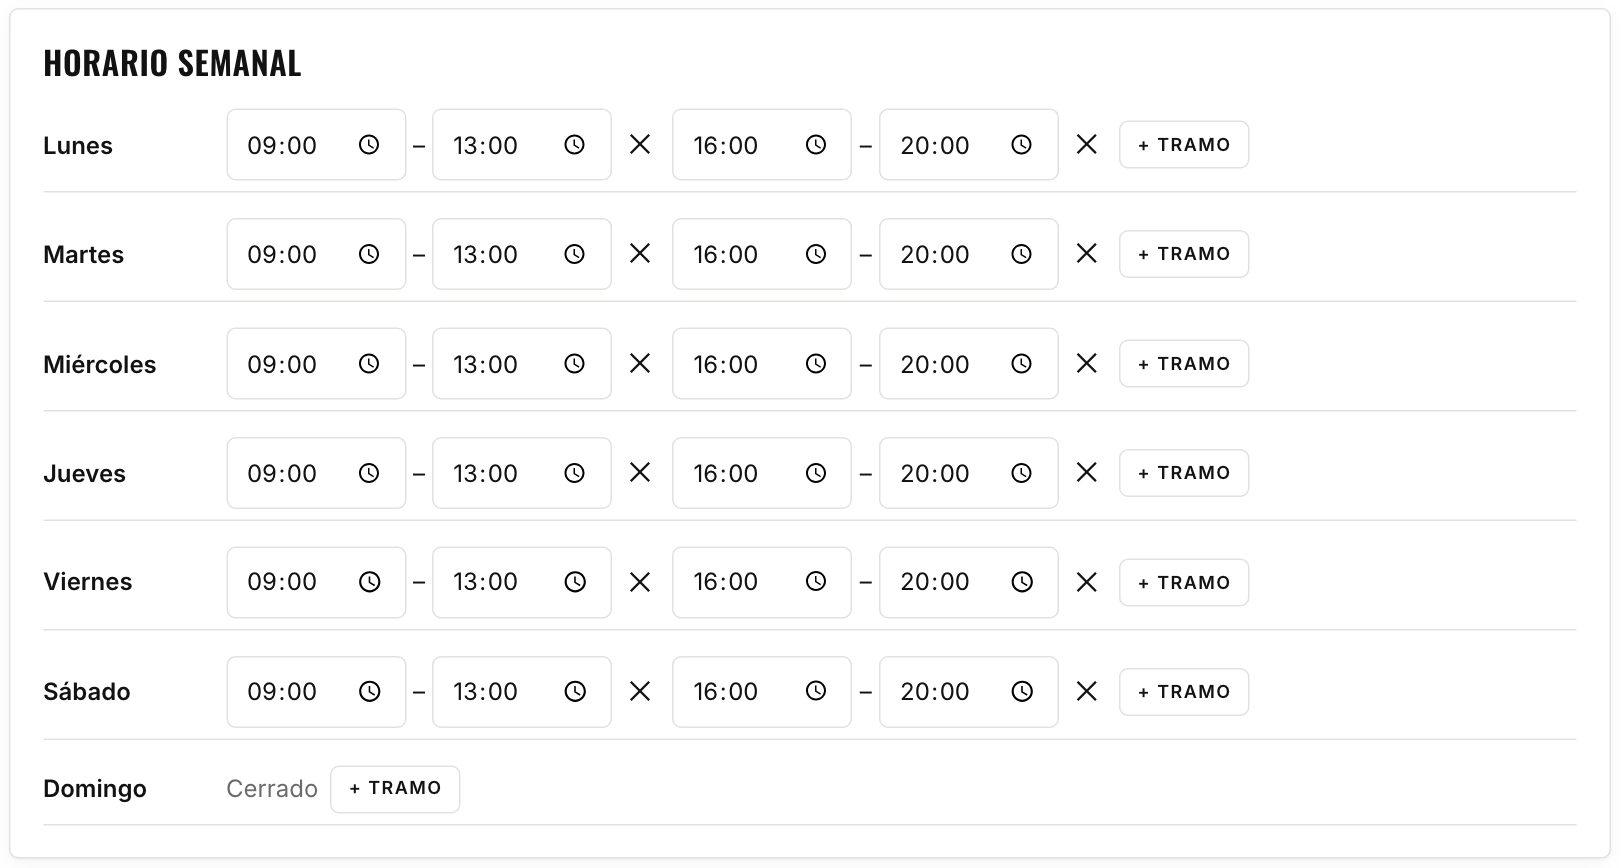 HORARIO SEMANAL
Lunes 09:00 – 13:00 16:00 – 20:00 + TRAMO
Martes 09:00 – 13:00 16:00 – 20:00 + TRAMO
Miércoles 09:00 – 13:00 16:00 – 20:00 + TRAMO
Jueves 09:00 – 13:00 16:00 – 20:00 + TRAMO
Viernes 09:00 – 13:00 16:00 – 20:00 + TRAMO
Sábado 09:00 – 13:00 16:00 – 20:00 + TRAMO
Domingo Cerrado + TRAMO